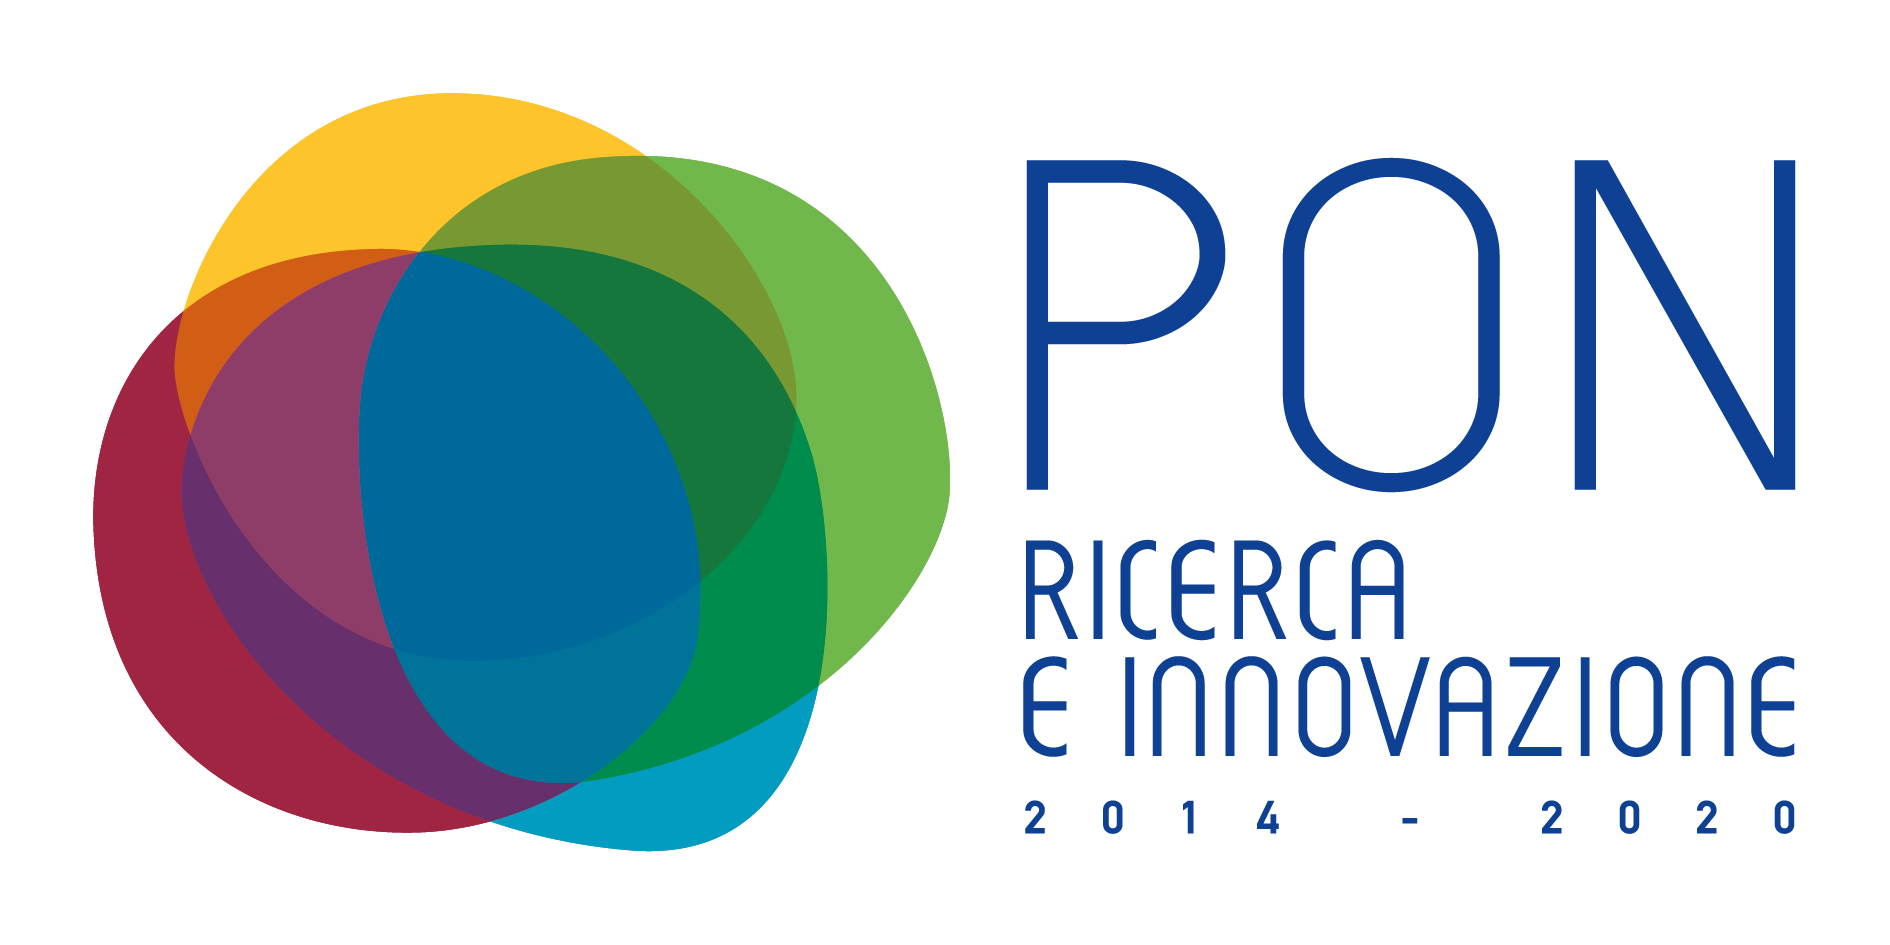 PON
RICERCA
E INNOVAZIONE
2014 - 2020